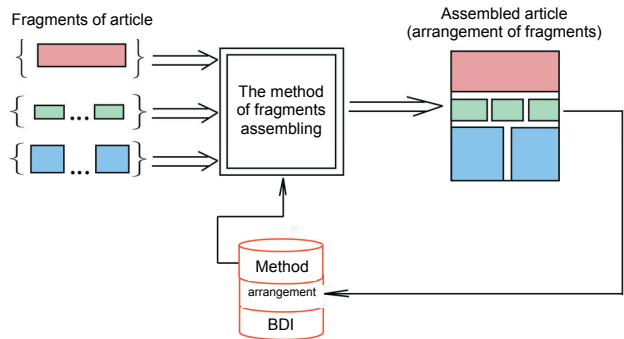 Fragments of article
Assembled article
(arrangement of fragments)
{ }
{ ... }
{ ... }
The method
of fragments
assembling
Method
arrangement
BDI